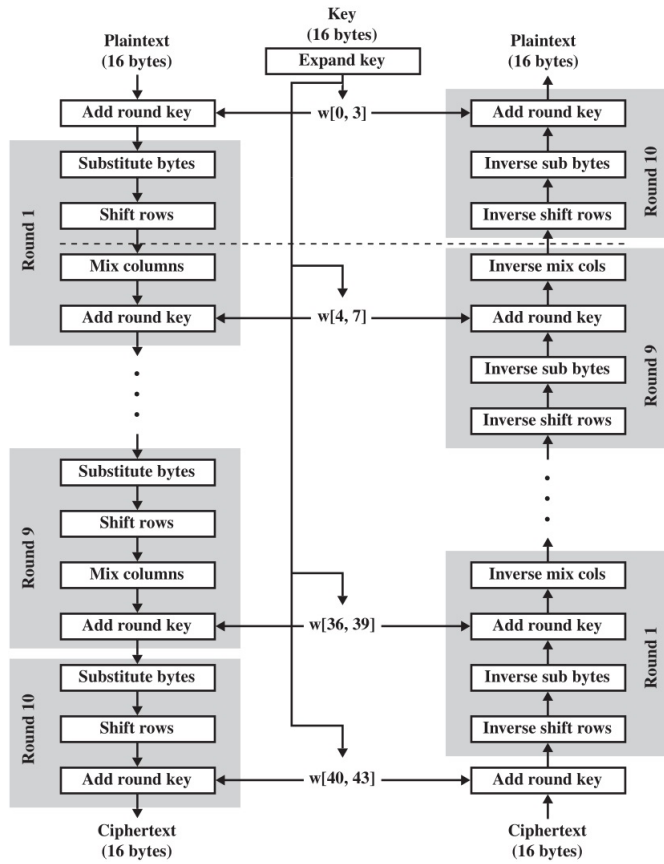 Plaintext
(16 bytes)
Add round key
Round 1
Substitute bytes
Shift rows
Mix columns
Add round key
Round 9
Substitute bytes
Shift rows
Mix columns
Add round key
Round 10
Substitute bytes
Shift rows
Add round key
Ciphertext
(16 bytes)
Key
(16 bytes)
Expand key
w[0, 3]
w[4, 7]
w[36, 39]
w[40, 43]
Plaintext
(16 bytes)
Add round key
Inverse sub bytes
Inverse shift rows
Round 10
Inverse mix cols
Add round key
Inverse sub bytes
Inverse shift rows
Round 9
Inverse mix cols
Add round key
Inverse sub bytes
Inverse shift rows
Round 1
Add round key
Ciphertext
(16 bytes)